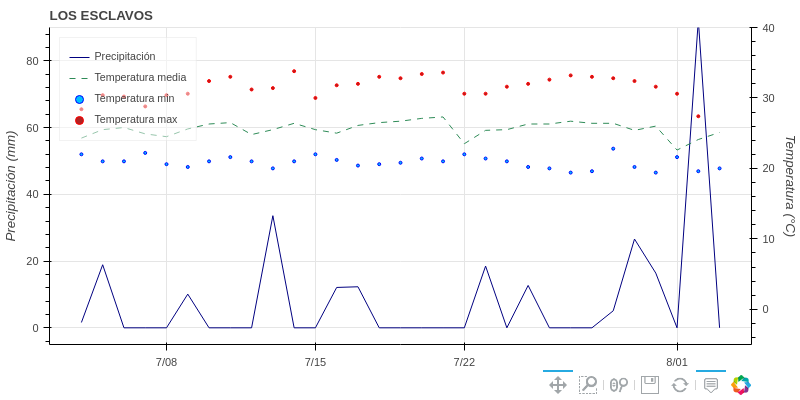 LOS ESCLAVOS
Precipitación
Temperatura media
Temperatura min
Temperatura max
Precipitación (mm)
80
60
40
20
0
40
30
20
10
0
Temperatura (°C)
7/08
7/15
7/22
8/01